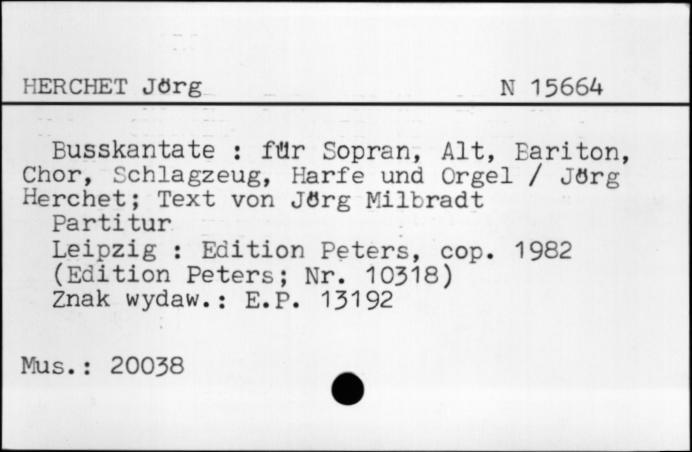 HERCHET Jörg N 15664
Busskantate : für Sopran, Alt, Bariton,
Chor, Schlagzeug, Harfe und Orgel / Jörg
Herchet; Text von Jörg Milbradt
Partitur
Leipzig : Edition Peters, cop. 1982
(Edition Peters; Nr. 10318)
Znak wydaw.: E.P. 13192
Mus.: 20038